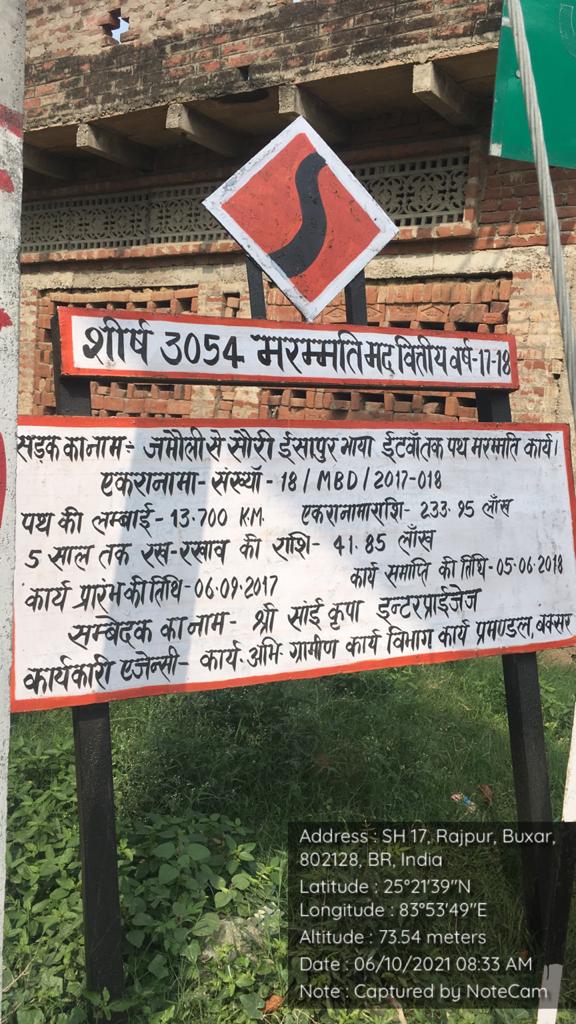 शीर्ष 3054 मरम्मति मद वितीय वर्ष-17-18
सड़क का नाम:- जमौली से सौरी ईसापुर भाया ईटवाँ तक पथ मरम्मति कार्य।
एकरानामा- संख्याँ - 18 / MBD / 2017-018
पथ की लम्बाई - 13.700 K.M. एकरानामा राशि- 233.95 लाँख
5 साल तक रख-रखाव की राशि- 41.85 लाँख
कार्य प्रारंभ की तिथि-06.09.2017 कार्य समाप्ति की तिथि-05.06.2018
सम्बेदक का नाम- श्री सांई कृपा इन्टरप्राईजेज
कार्यकारी एजेन्सी- कार्य. अभि. ग्रामीण कार्य विभाग कार्य प्रमण्डल, बक्सर
Address : SH 17, Rajpur, Buxar,
802128, BR, India
Latitude : 25°21'39"N
Longitude : 83°53'49"E
Altitude : 73.54 meters
Date : 06/10/2021 08:33 AM
Note : Captured by NoteCam